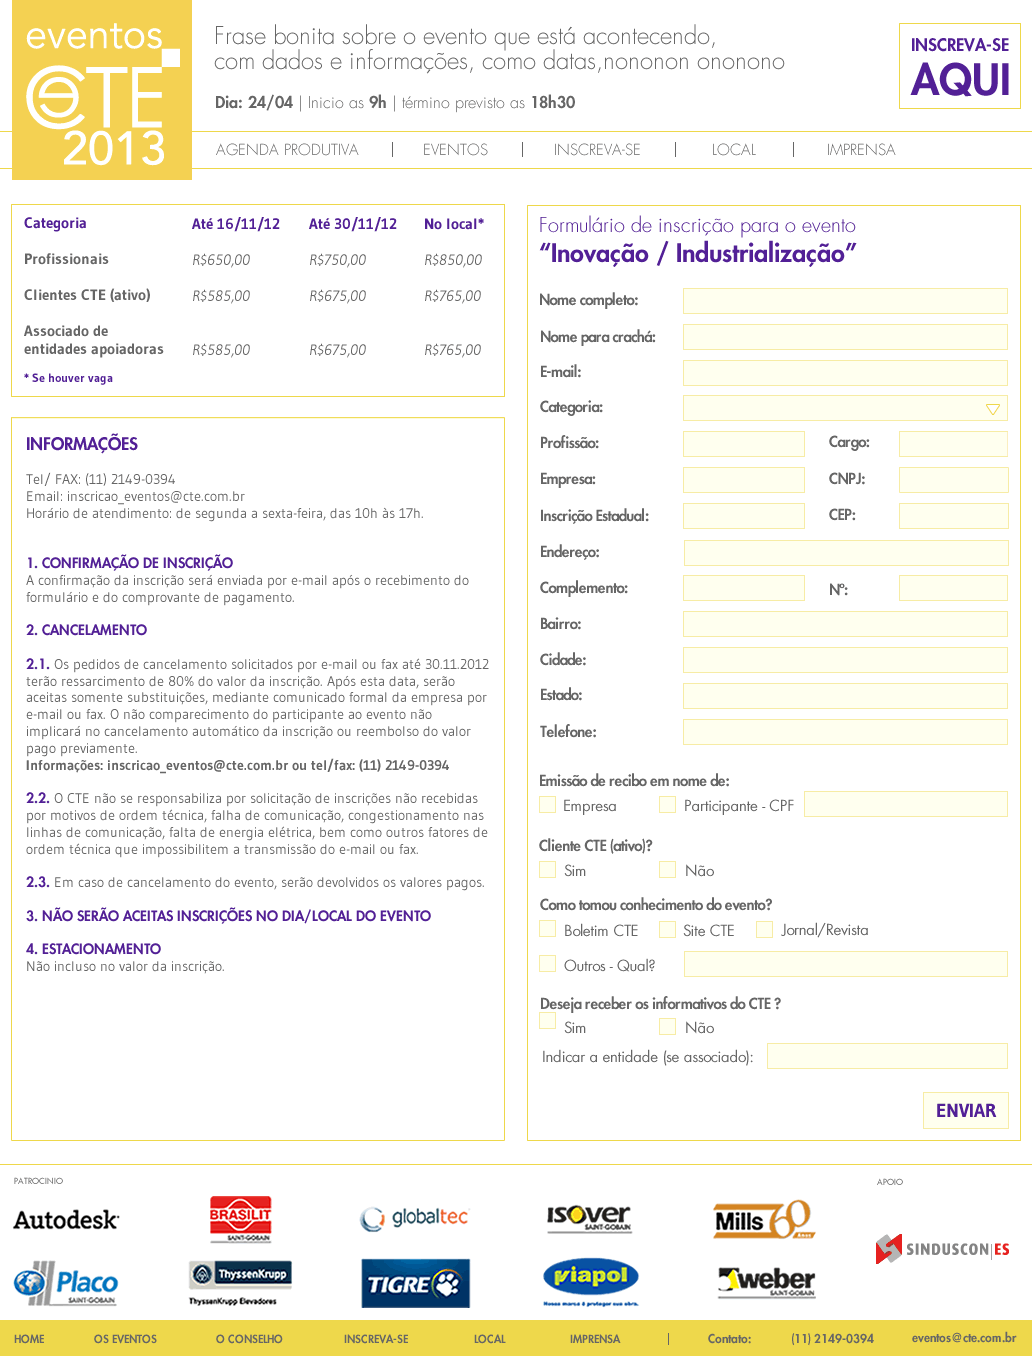 eventos
CTE
2013
Frase bonita sobre o evento que está acontecendo,
com dados e informações, como datas,nononon ononono
Dia: 24/04 | Inicio as 9h | término previsto as 18h30
INSCREVA-SE
AQUI
AGENDA PRODUTIVA | EVENTOS | INSCREVA-SE | LOCAL | IMPRENSA
Categoria Até 16/11/12 Até 30/11/12 No local*
Profissionais R$650,00 R$750,00 R$850,00
Clientes CTE (ativo) R$585,00 R$675,00 R$765,00
Associado de
entidades apoiadoras R$585,00 R$675,00 R$765,00
* Se houver vaga
INFORMAÇÕES
Tel/ FAX: (11) 2149-0394
Email: inscricao_eventos@cte.com.br
Horário de atendimento: de segunda a sexta-feira, das 10h às 17h.
1. CONFIRMAÇÃO DE INSCRIÇÃO
A confirmação da inscrição será enviada por e-mail após o recebimento do
formulário e do comprovante de pagamento.
2. CANCELAMENTO
2.1. Os pedidos de cancelamento solicitados por e-mail ou fax até 30.11.2012
terão ressarcimento de 80% do valor da inscrição. Após esta data, serão
aceitas somente substituições, mediante comunicado formal da empresa por
e-mail ou fax. O não comparecimento do participante ao evento não
implicará no cancelamento automático da inscrição ou reembolso do valor
pago previamente.
Informações: inscricao_eventos@cte.com.br ou tel/fax: (11) 2149-0394
2.2. O CTE não se responsabiliza por solicitação de inscrições não recebidas
por motivos de ordem técnica, falha de comunicação, congestionamento nas
linhas de comunicação, falta de energia elétrica, bem como outros fatores de
ordem técnica que impossibilitem a transmissão do e-mail ou fax.
2.3. Em caso de cancelamento do evento, serão devolvidos os valores pagos.
3. NÃO SERÃO ACEITAS INSCRIÇÕES NO DIA/LOCAL DO EVENTO
4. ESTACIONAMENTO
Não incluso no valor da inscrição.
Formulário de inscrição para o evento
“Inovação / Industrialização”
Nome completo:
Nome para crachá:
E-mail:
Categoria:
Profissão: Cargo:
Empresa: CNPJ:
Inscrição Estadual: CEP:
Endereço:
Complemento: Nº:
Bairro:
Cidade:
Estado:
Telefone:
Emissão de recibo em nome de:
Empresa Participante - CPF
Cliente CTE (ativo)?
Sim Não
Como tomou conhecimento do evento?
Boletim CTE Site CTE Jornal/Revista
Outros - Qual?
Deseja receber os informativos do CTE ?
Sim Não
Indicar a entidade (se associado):
ENVIAR
PATROCINIO
APOIO
Autodesk
BRASILIT
SAINT-GOBAIN
globaltec
ISOVER
SAINT-GOBAIN
Mills 60
Anos
SINDUSCON|ES
Placo
SAINT-GOBAIN
ThyssenKrupp
ThyssenKrupp Elevadores
TIGRE
viapol
Nossa marca é proteger sua obra.
weber
SAINT-GOBAIN
HOME OS EVENTOS O CONSELHO INSCREVA-SE LOCAL IMPRENSA | Contato: (11) 2149-0394 eventos@cte.com.br